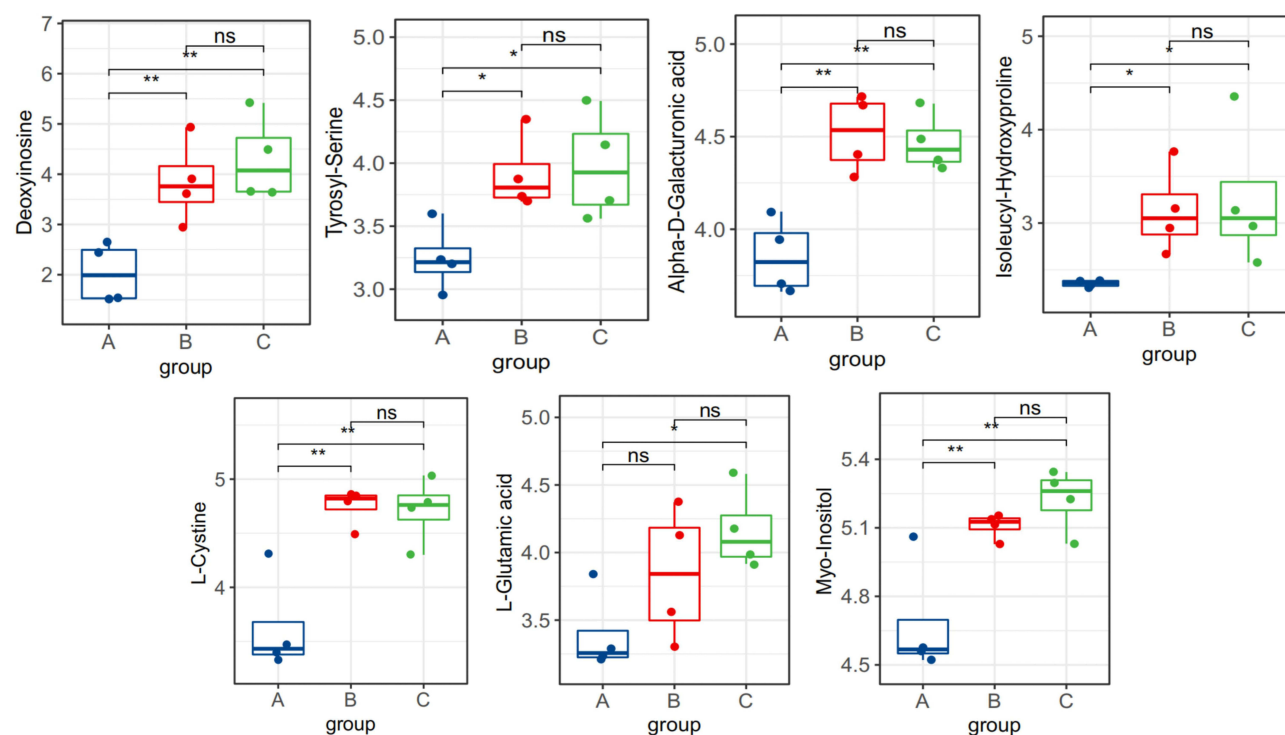 Deoxyinosine
7
6
5
4
3
2
ns
**
**
A
B
C
group
Tyrosyl-Serine
5.0
4.5
4.0
3.2
3.0
ns
*
*
A
B
C
group
Alpha-D-Galacturonic acid
5.0
4.5
4.0
ns
**
**
A
B
C
group
Isoleucyl-Hydroxyproline
5
4
3
ns
*
*
A
B
C
group
L-Cystine
5
4
ns
**
**
A
B
C
group
L-Glutamic acid
5.0
4.5
4.0
3.5
ns
*
ns
A
B
C
group
Myo-Inositol
5.4
5.1
4.8
4.5
ns
**
**
A
B
C
group